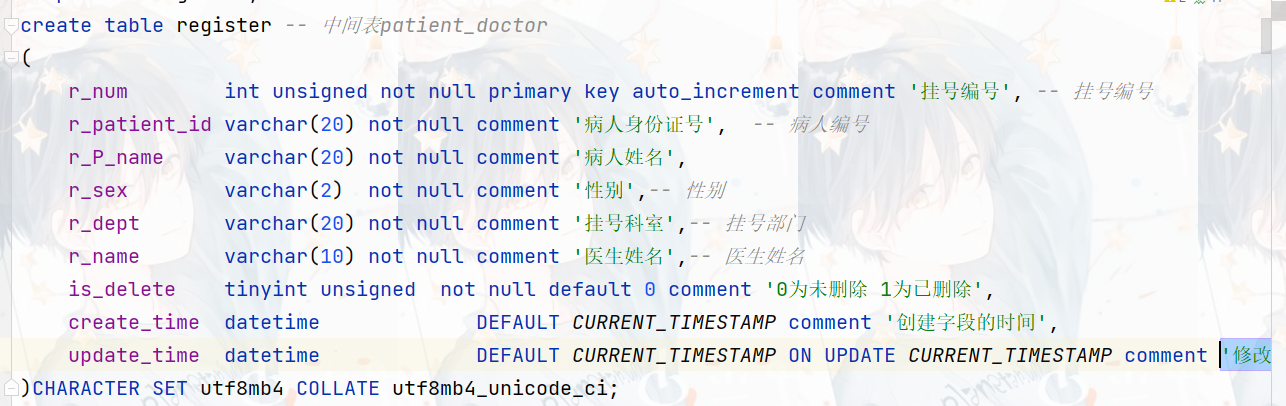 create table register -- 中间表patient_doctor
(
r_num int unsigned not null primary key auto_increment comment '挂号编号', -- 挂号编号
r_patient_id varchar(20) not null comment '病人身份证号', -- 病人编号
r_P_name varchar(20) not null comment '病人姓名',
r_sex varchar(2) not null comment '性别',-- 性别
r_dept varchar(20) not null comment '挂号科室',-- 挂号部门
r_name varchar(10) not null comment '医生姓名',-- 医生姓名
is_delete tinyint unsigned not null default 0 comment '0为未删除 1为已删除',
create_time datetime DEFAULT CURRENT_TIMESTAMP comment '创建字段的时间',
update_time datetime DEFAULT CURRENT_TIMESTAMP ON UPDATE CURRENT_TIMESTAMP comment '修改
)CHARACTER SET utf8mb4 COLLATE utf8mb4_unicode_ci;